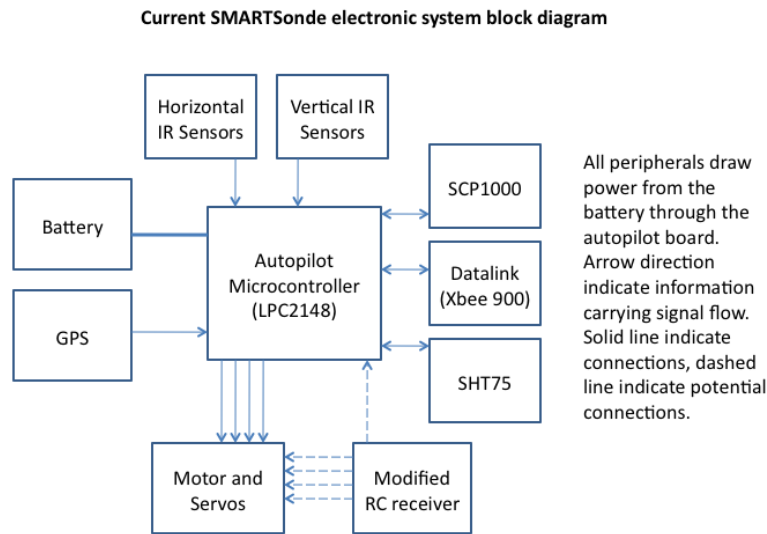 Current SMARTSonde electronic system block diagram
Horizontal
IR Sensors
Vertical IR
Sensors
Battery
GPS
Autopilot
Microcontroller
(LPC2148)
SCP1000
Datalink
(Xbee 900)
SHT75
Motor and
Servos
Modified
RC receiver
All peripherals draw
power from the
battery through the
autopilot board.
Arrow direction
indicate information
carrying signal flow.
Solid line indicate
connections, dashed
line indicate potential
connections.